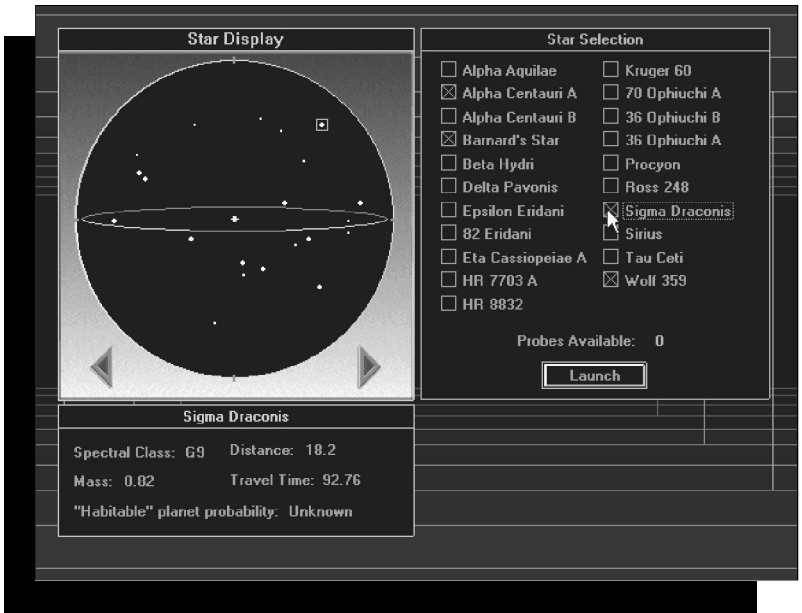 Star Display
Star Selection
Alpha Aquilae
Alpha Centauri A
Alpha Centauri B
Barnard's Star
Beta Hydri
Delta Pavonis
Epsilon Eridani
82 Eridani
Eta Cassiopeiae A
HR 7703 A
HR 8832
Kruger 60
70 Ophiuchi A
36 Ophiuchi B
36 Ophiuchi A
Procyon
Ross 248
Sigma Draconis
Sirius
Tau Ceti
Wolf 359
Probes Available: 0
Launch
Sigma Draconis
Spectral Class: G9 Distance: 18.2
Mass: 0.82 Travel Time: 92.76
"Habitable" planet probability: Unknown